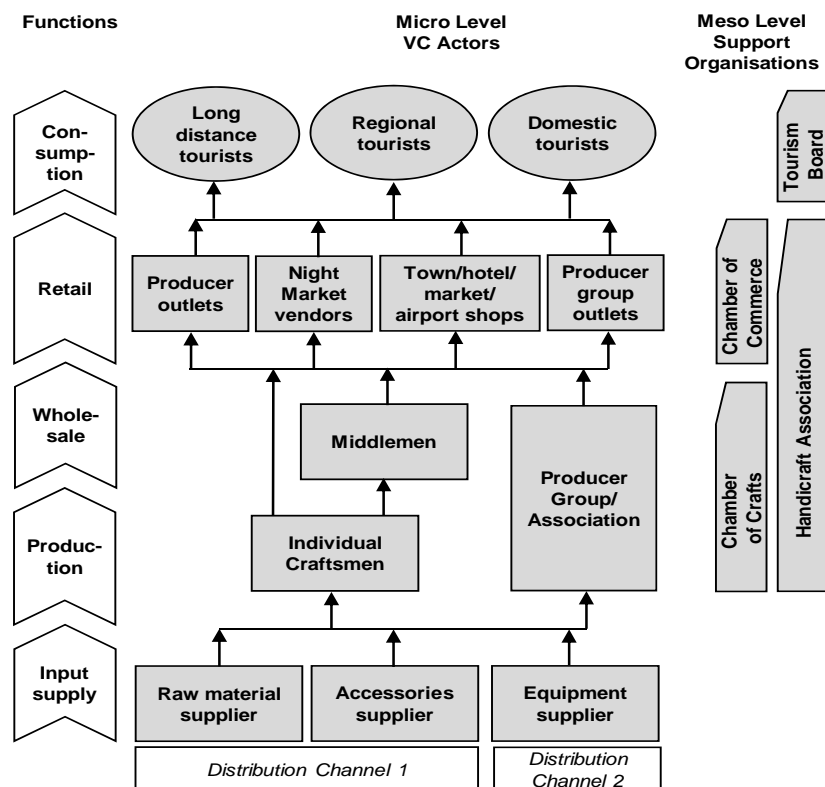 Functions
Micro Level
VC Actors
Meso Level
Support
Organisations
Con-
sump-
tion
Long
distance
tourists
Regional
tourists
Domestic
tourists
Tourism
Board
Retail
Producer
outlets
Night
Market
vendors
Town/hotel/
market/
airport shops
Producer
group
outlets
Chamber of
Commerce
Handicraft Association
Whole-
sale
Middlemen
Producer
Group/
Association
Chamber
of Crafts
Produc-
tion
Individual
Craftsmen
Input
supply
Raw material
supplier
Accessories
supplier
Equipment
supplier
Distribution Channel 1
Distribution
Channel 2